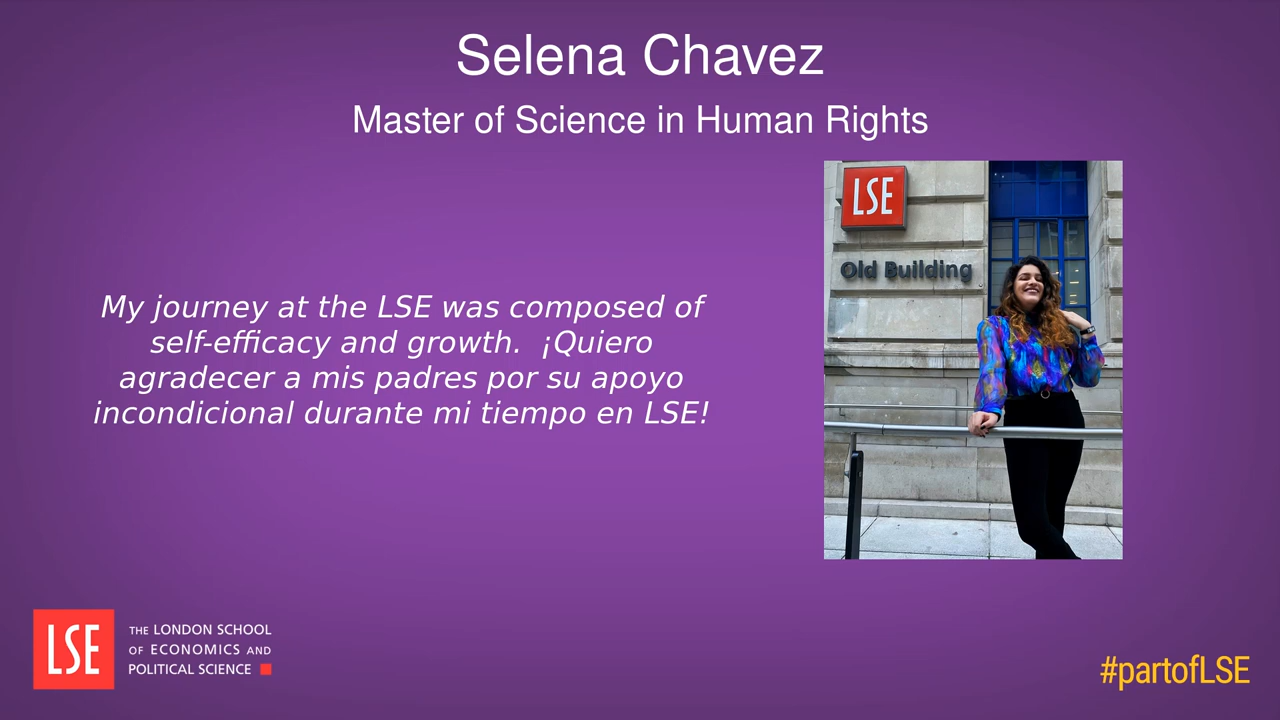 Selena Chavez
Master of Science in Human Rights
LSE
Old Building
My journey at the LSE was composed of
self-efficacy and growth.  ¡Quiero
agradecer a mis padres por su apoyo
incondicional durante mi tiempo en LSE!
LSE
THE LONDON SCHOOL
OF ECONOMICS AND
POLITICAL SCIENCE
#partofLSE